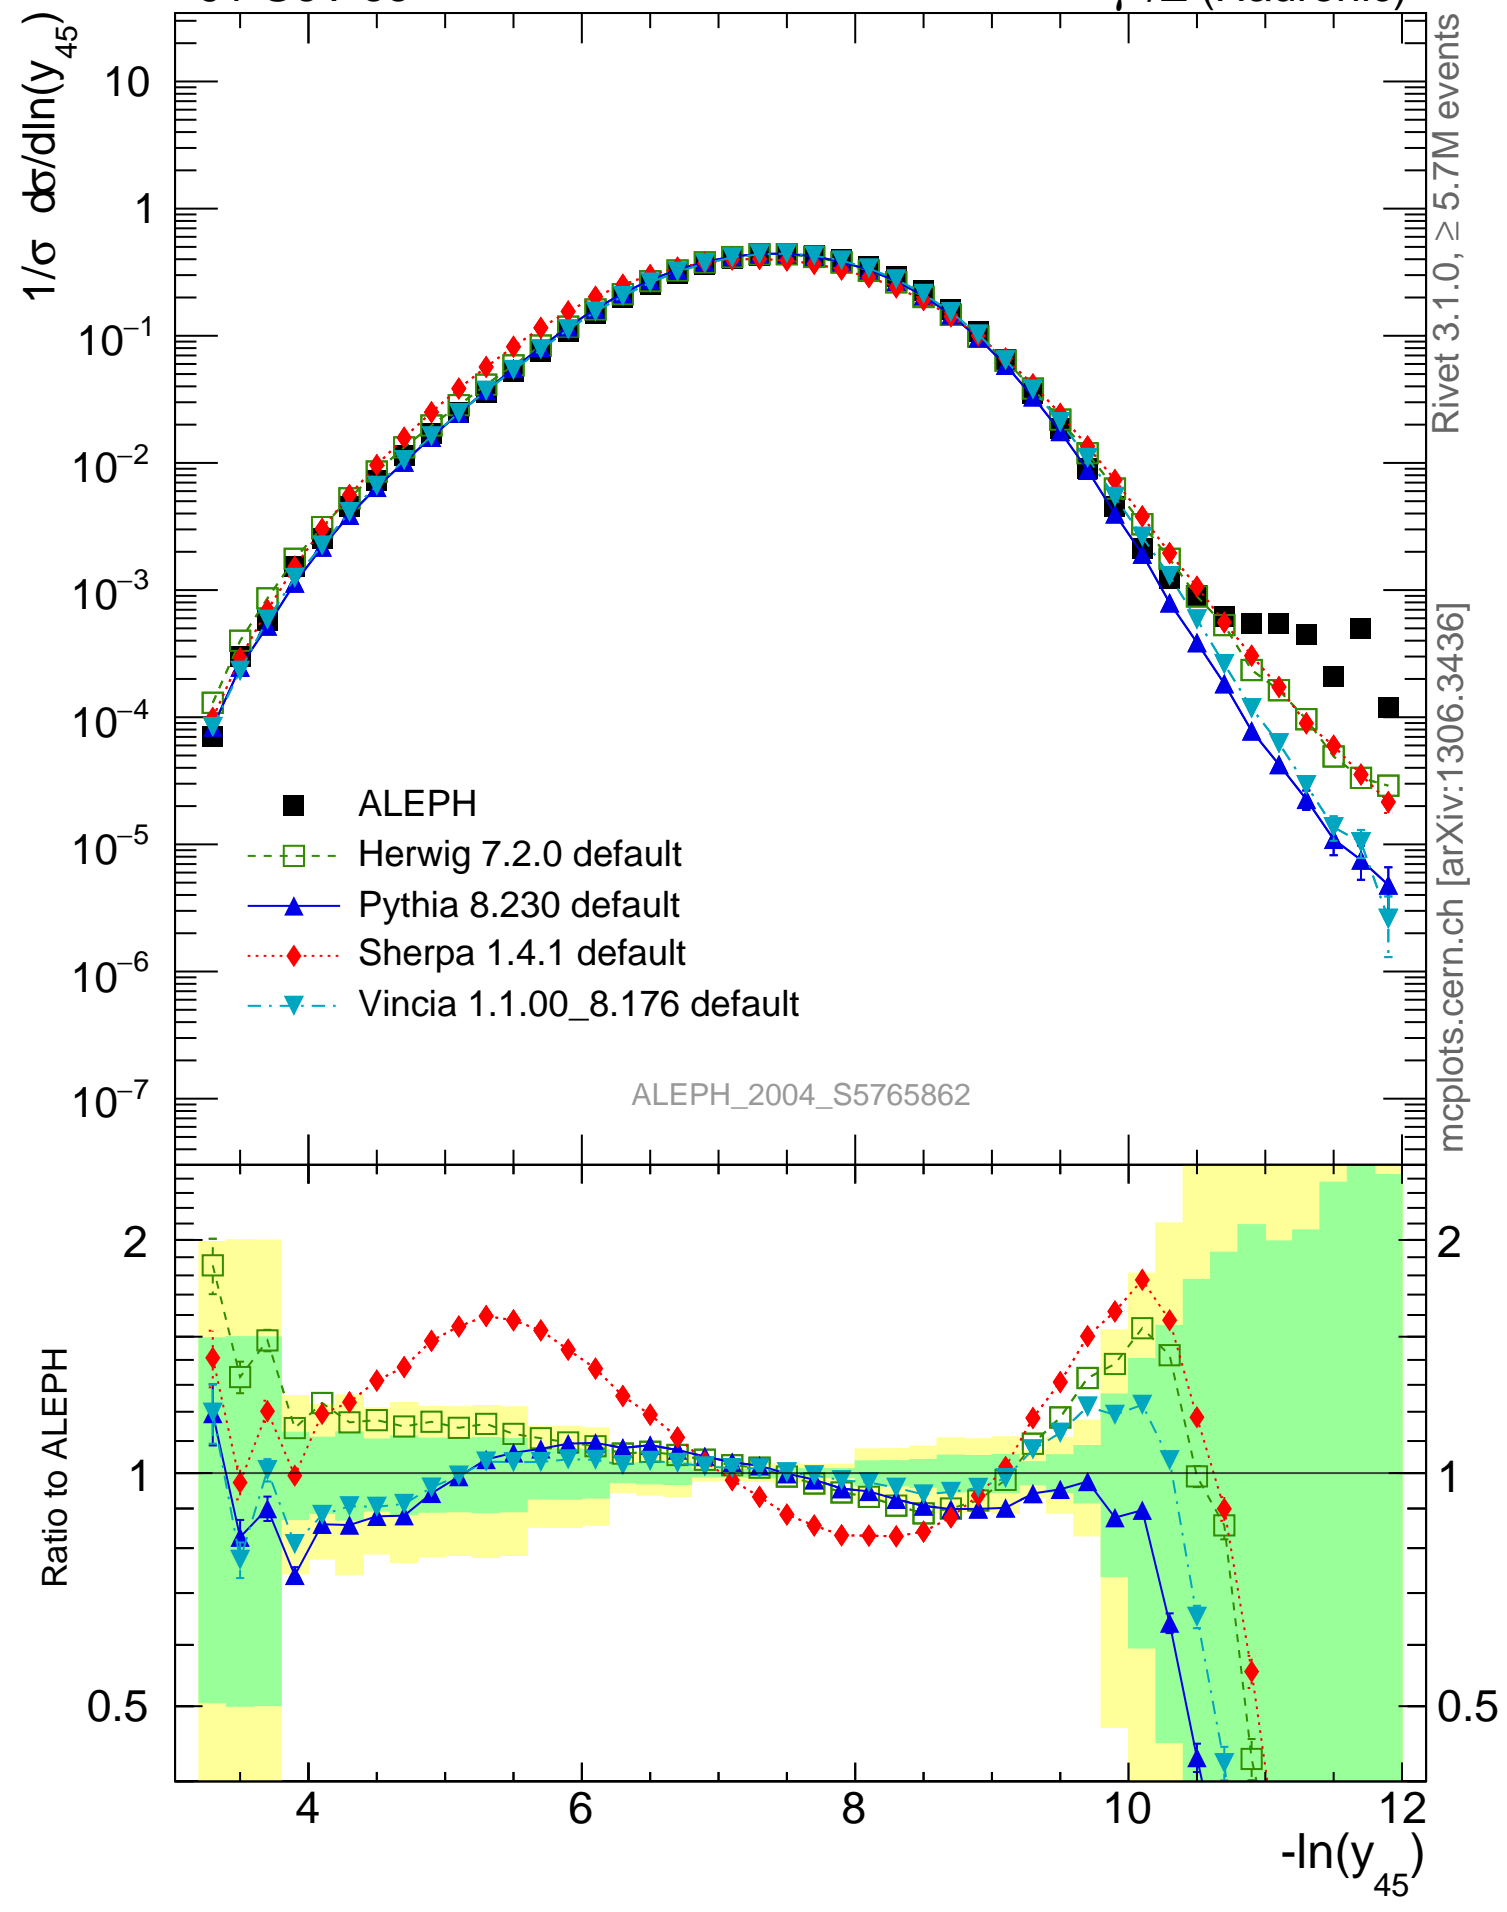 1/σ dσ/dln(y45)
10
1
10−1
10−2
10−3
10−4
10−5
10−6
10−7
ALEPH
Herwig 7.2.0 default
Pythia 8.230 default
Sherpa 1.4.1 default
Vincia 1.1.00_8.176 default
ALEPH_2004_S5765862
Rivet 3.1.0, ≥ 5.7M events
mcplots.cern.ch [arXiv:1306.3436]
Ratio to ALEPH
2
1
0.5
2
1
0.5
4 6 8 10 12
-ln(y45)